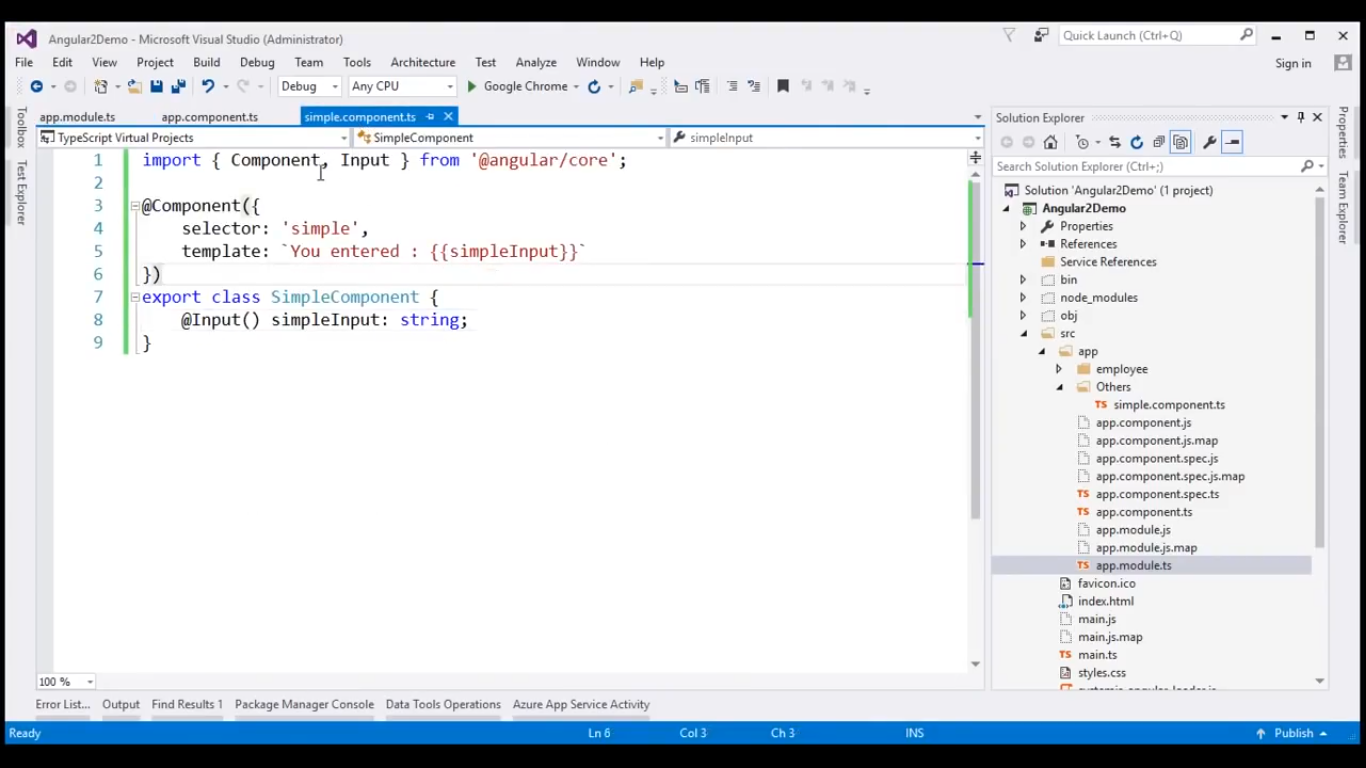 Angular2Demo - Microsoft Visual Studio (Administrator)
Quick Launch (Ctrl+Q)
File Edit View Project Build Debug Team Tools Architecture Test Analyze Window Help
Sign in
Debug Any CPU Google Chrome
Toolbox
Test Explorer
app.module.ts app.component.ts simple.component.ts
TypeScript Virtual Projects SimpleComponent simpleInput
1 import { Component, Input } from '@angular/core';
2
3 @Component({
4 selector: 'simple',
5 template: `You entered : {{simpleInput}}`
6 })
7 export class SimpleComponent {
8 @Input() simpleInput: string;
9 }
100 %
Solution Explorer
Search Solution Explorer (Ctrl+;)
Solution 'Angular2Demo' (1 project)
Angular2Demo
Properties
References
Service References
bin
node_modules
obj
src
app
employee
Others
simple.component.ts
app.component.js
app.component.js.map
app.component.spec.js
app.component.spec.js.map
app.component.spec.ts
app.component.ts
app.module.js
app.module.js.map
app.module.ts
favicon.ico
index.html
main.js
main.js.map
main.ts
styles.css
Properties
Team Explorer
Error List... Output Find Results 1 Package Manager Console Data Tools Operations Azure App Service Activity
Ready Ln 6 Col 3 Ch 3 INS Publish